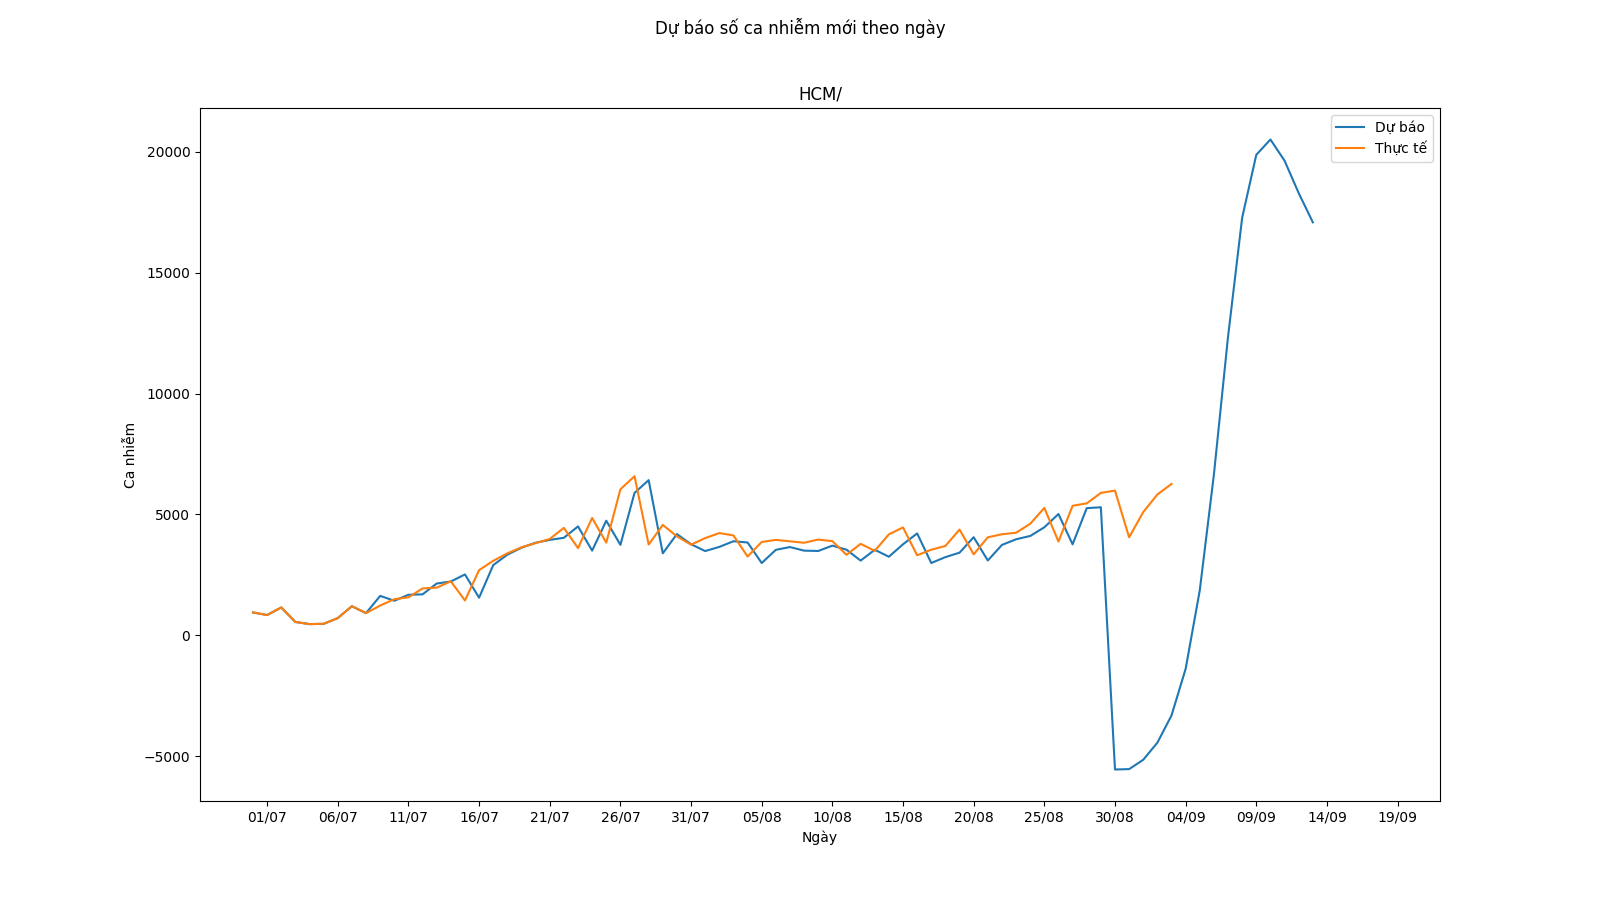 Dự báo số ca nhiễm mới theo ngày
HCM/
Dự báo
Thực tế
20000
15000
10000
5000
0
−5000
Ca nhiễm
01/07 06/07 11/07 16/07 21/07 26/07 31/07 05/08 10/08 15/08 20/08 25/08 30/08 04/09 09/09 14/09 19/09
Ngày